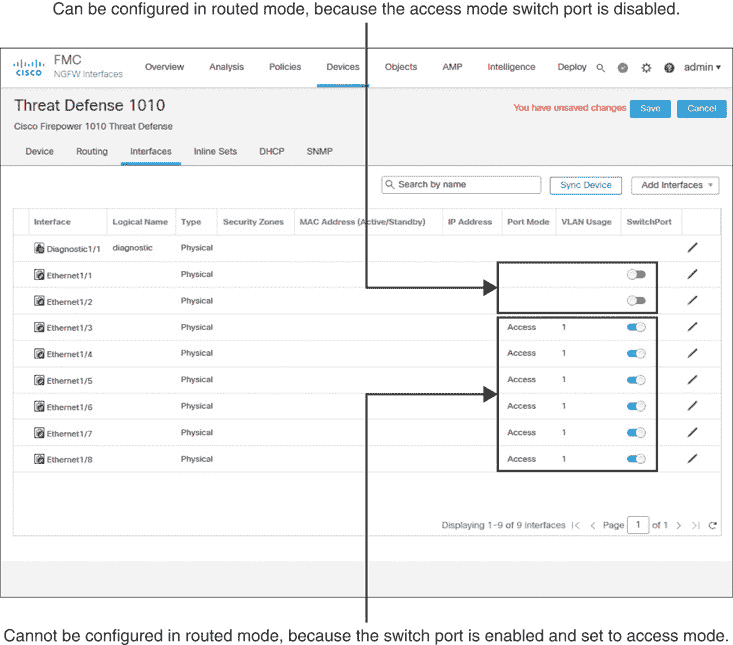 Can be configured in routed mode, because the access mode switch port is disabled.
CISCO
FMC
NGFW Interfaces
Overview Analysis Policies Devices Objects AMP Intelligence Deploy admin
Threat Defense 1010
You have unsaved changes Save Cancel
Cisco Firepower 1010 Threat Defense
Device Routing Interfaces Inline Sets DHCP SNMP
Search by name Sync Device Add Interfaces
Interface Logical Name Type Security Zones MAC Address (Active/Standby) IP Address Port Mode VLAN Usage SwitchPort
Diagnostic1/1 diagnostic Physical
Ethernet1/1 Physical
Ethernet1/2 Physical
Ethernet1/3 Physical Access 1
Ethernet1/4 Physical Access 1
Ethernet1/5 Physical Access 1
Ethernet1/6 Physical Access 1
Ethernet1/7 Physical Access 1
Ethernet1/8 Physical Access 1
Displaying 1-9 of 9 interfaces |< < Page 1 of 1 > >|
Cannot be configured in routed mode, because the switch port is enabled and set to access mode.